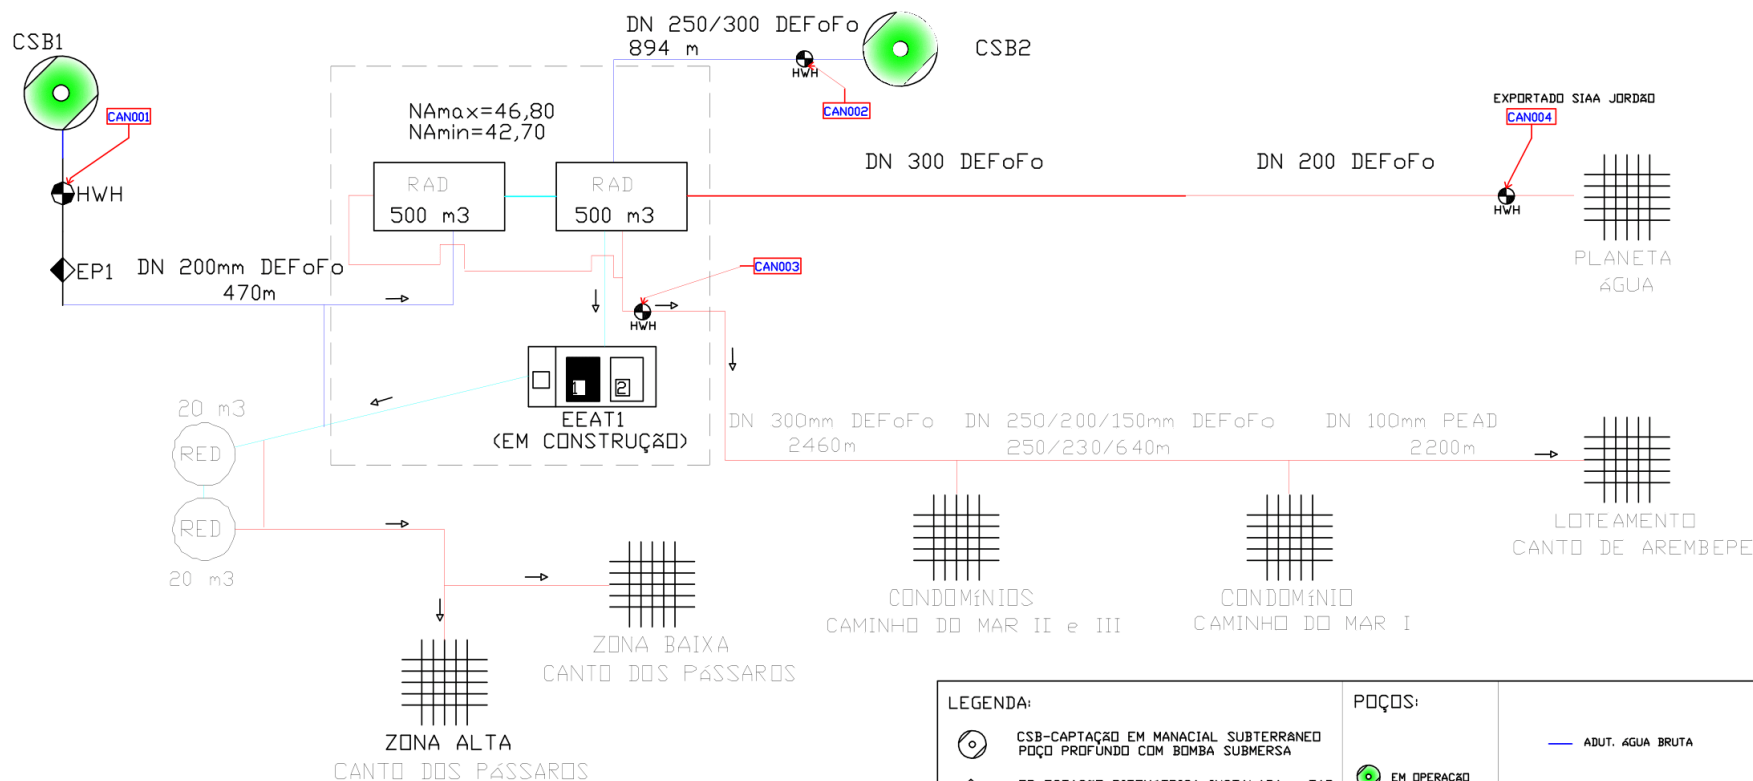 DN 250/300 DEFoFo
894 m
CSB1
CSB2
HWH
CAN001
CAN002
EXPORTADO SIAA JORDÃO
CAN004
NAmax=46,80
NAmin=42,70
DN 300 DEFoFo
DN 200 DEFoFo
RAD
500 m3
RAD
500 m3
HWH
HWH
PLANETA
áGUA
EP1
DN 200mm DEFoFo
470m
CAN003
HWH
1
2
EEAT1
(EM CONSTRUÇÃO)
20 m3
RED
RED
20 m3
DN 300mm DEFoFo
2460m
DN 250/200/150mm DEFoFo
250/230/640m
DN 100mm PEAD
2200m
LOTEAMENTO
CANTO DE AREMBEPE
CONDOMíNIOS
CAMINHO DO MAR II e III
CONDOMíNIO
CAMINHO DO MAR I
ZONA BAIXA
CANTO DOS PáSSAROS
ZONA ALTA
CANTO DOS PáSSAROS
LEGENDA:
CSB-CAPTAÇÃO EM MANACIAL SUBTERRÂNEO
POÇO PROFUNDO COM BOMBA SUBMERSA
POÇOS:
EM OPERAÇÃO
ADUT. áGUA BRUTA